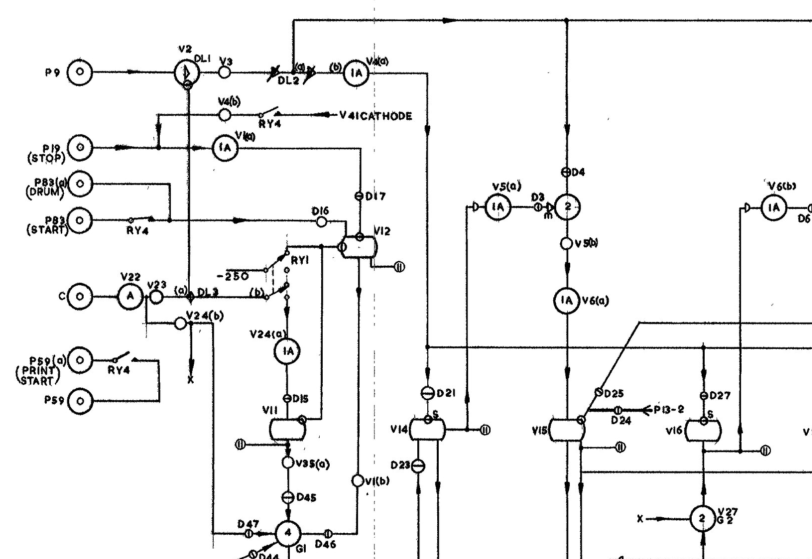 V2
DL1
V3
P9
DL2
(a)
(b)
V4(a)
1A
V4(b)
RY4
V41CATHODE
P19
(STOP)
V1(a)
1A
P83(a)
(DRUM)
D17
D4
V5(a)
D3
V6(b)
1A
2
1A
D6
m
P83
(START)
RY4
D16
V12
V5(b)
RY1
-250
V22
V23
(a)
DL3
(b)
C
A
1A
V6(a)
V24(b)
V24(a)
1A
P59(a)
(PRINT
START)
RY4
X
P59
D15
D21
D25
D27
V11
S
D24
P13-2
S
V14
V15
V16
V
V35(a)
D23
V1(b)
D45
D47
4
D46
G1
D44
X
2
V27
G2